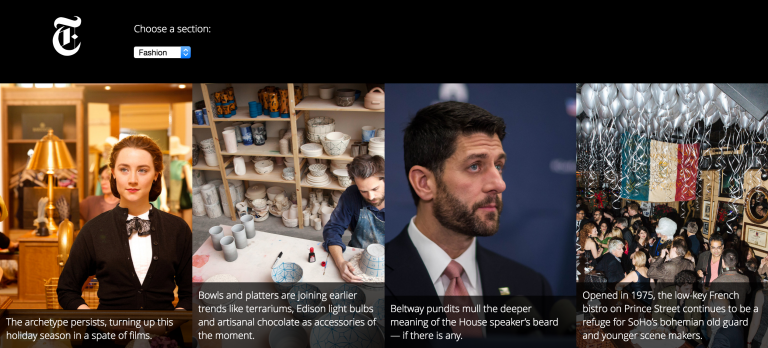 Choose a section:
Fashion
The archetype persists, turning up this
holiday season in a spate of films.
Bowls and platters are joining earlier
trends like terrariums, Edison light bulbs
and artisanal chocolate as accessories of
the moment.
Beltway pundits mull the deeper
meaning of the House speaker's beard
— if there is any.
Opened in 1975, the low-key French
bistro on Prince Street continues to be a
refuge for SoHo's bohemian old guard
and younger scene makers.